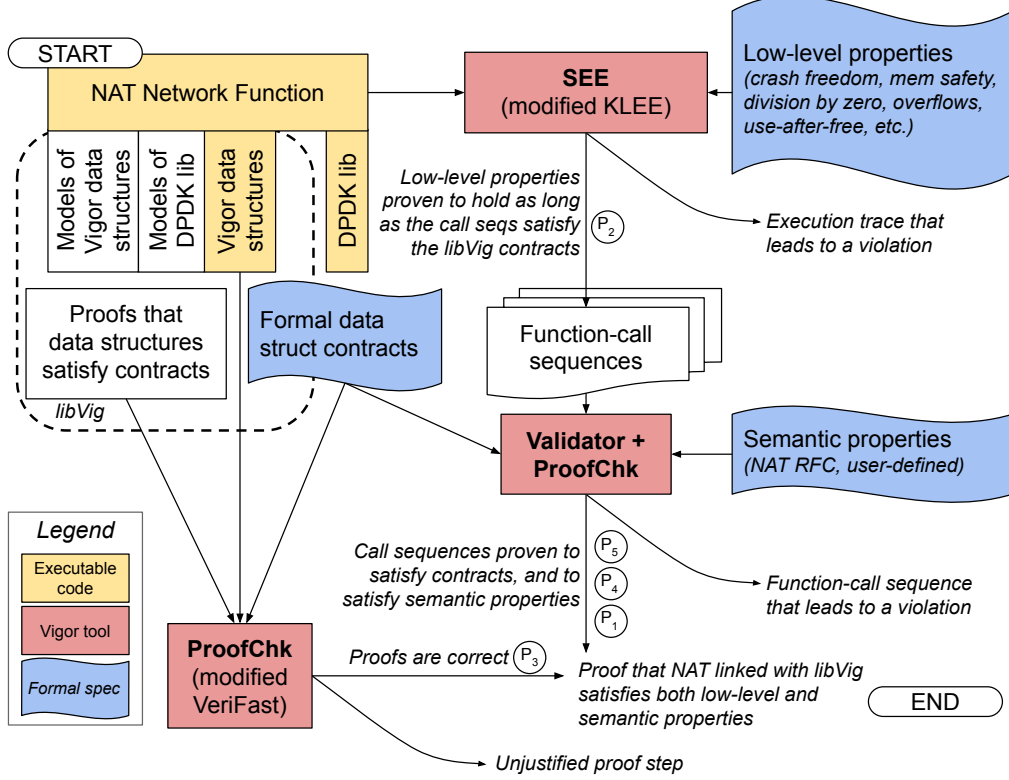 START
NAT Network Function
Models of
Vigor data
structures
Models of
DPDK lib
Vigor data
structures
DPDK lib
SEE
(modified KLEE)
Low-level properties
(crash freedom, mem safety,
division by zero, overflows,
use-after-free, etc.)
Low-level properties
proven to hold as long
as the call seqs satisfy
the libVig contracts
P2
Execution trace that
leads to a violation
Proofs that
data structures
satisfy contracts
libVig
Formal data
struct contracts
Function-call
sequences
Validator +
ProofChk
Semantic properties
(NAT RFC, user-defined)
Legend
Executable
code
Vigor tool
Formal spec
Call sequences proven to
satisfy contracts, and to
satisfy semantic properties
P5
P4
P1
Function-call sequence
that leads to a violation
ProofChk
(modified
VeriFast)
Proofs are correct P3
Proof that NAT linked with libVig
satisfies both low-level and
semantic properties
END
Unjustified proof step